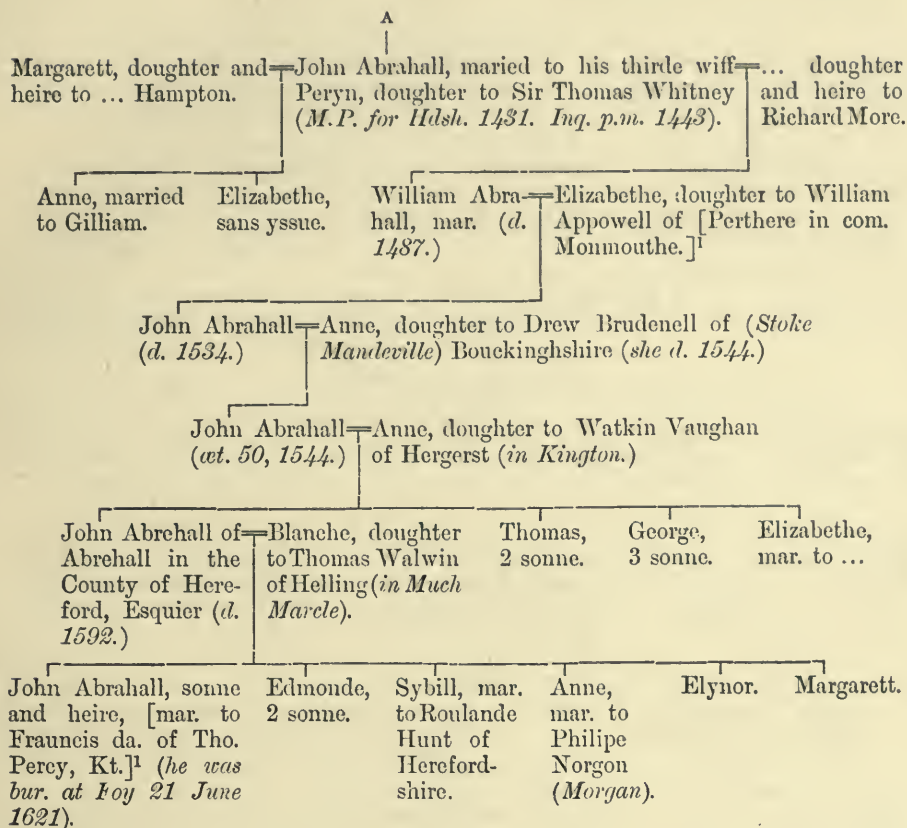 A
Margarett, doughter and
heire to ... Hampton.
John Abrahall, maried to his thirde wiff
Peryn, doughter to Sir Thomas Whitney
(M.P. for Hdsh. 1431. Inq. p.m. 1443).
... doughter
and heire to
Richard More.
Anne, married
to Gilliam.
Elizabethe,
sans yssue.
William Abra-
hall, mar. (d.
1487.)
Elizabethe, doughter to William
Appowell of [Perthere in com.
Monmouthe.]¹
John Abrahall
(d. 1534.)
Anne, doughter to Drew Brudenell of (Stoke
Mandeville) Bouckinghshire (she d. 1544.)
John Abrahall
(æt. 50, 1544.)
Anne, doughter to Watkin Vaughan
of Hergerst (in Kington.)
John Abrehall of
Abrehall in the
County of Here-
ford, Esquier (d.
1592.)
Blanche, doughter
to Thomas Walwin
of Helling (in Much
Marcle).
Thomas,
2 sonne.
George,
3 sonne.
Elizabethe,
mar. to ...
John Abrahall, sonne
and heire, [mar. to
Frauncis da. of Tho.
Percy, Kt.]¹ (he was
bur. at Foy 21 June
1621).
Edmonde,
2 sonne.
Sybill, mar.
to Roulande
Hunt of
Hereford-
shire.
Anne,
mar. to
Philipe
Norgon
(Morgan).
Elynor.
Margarett.